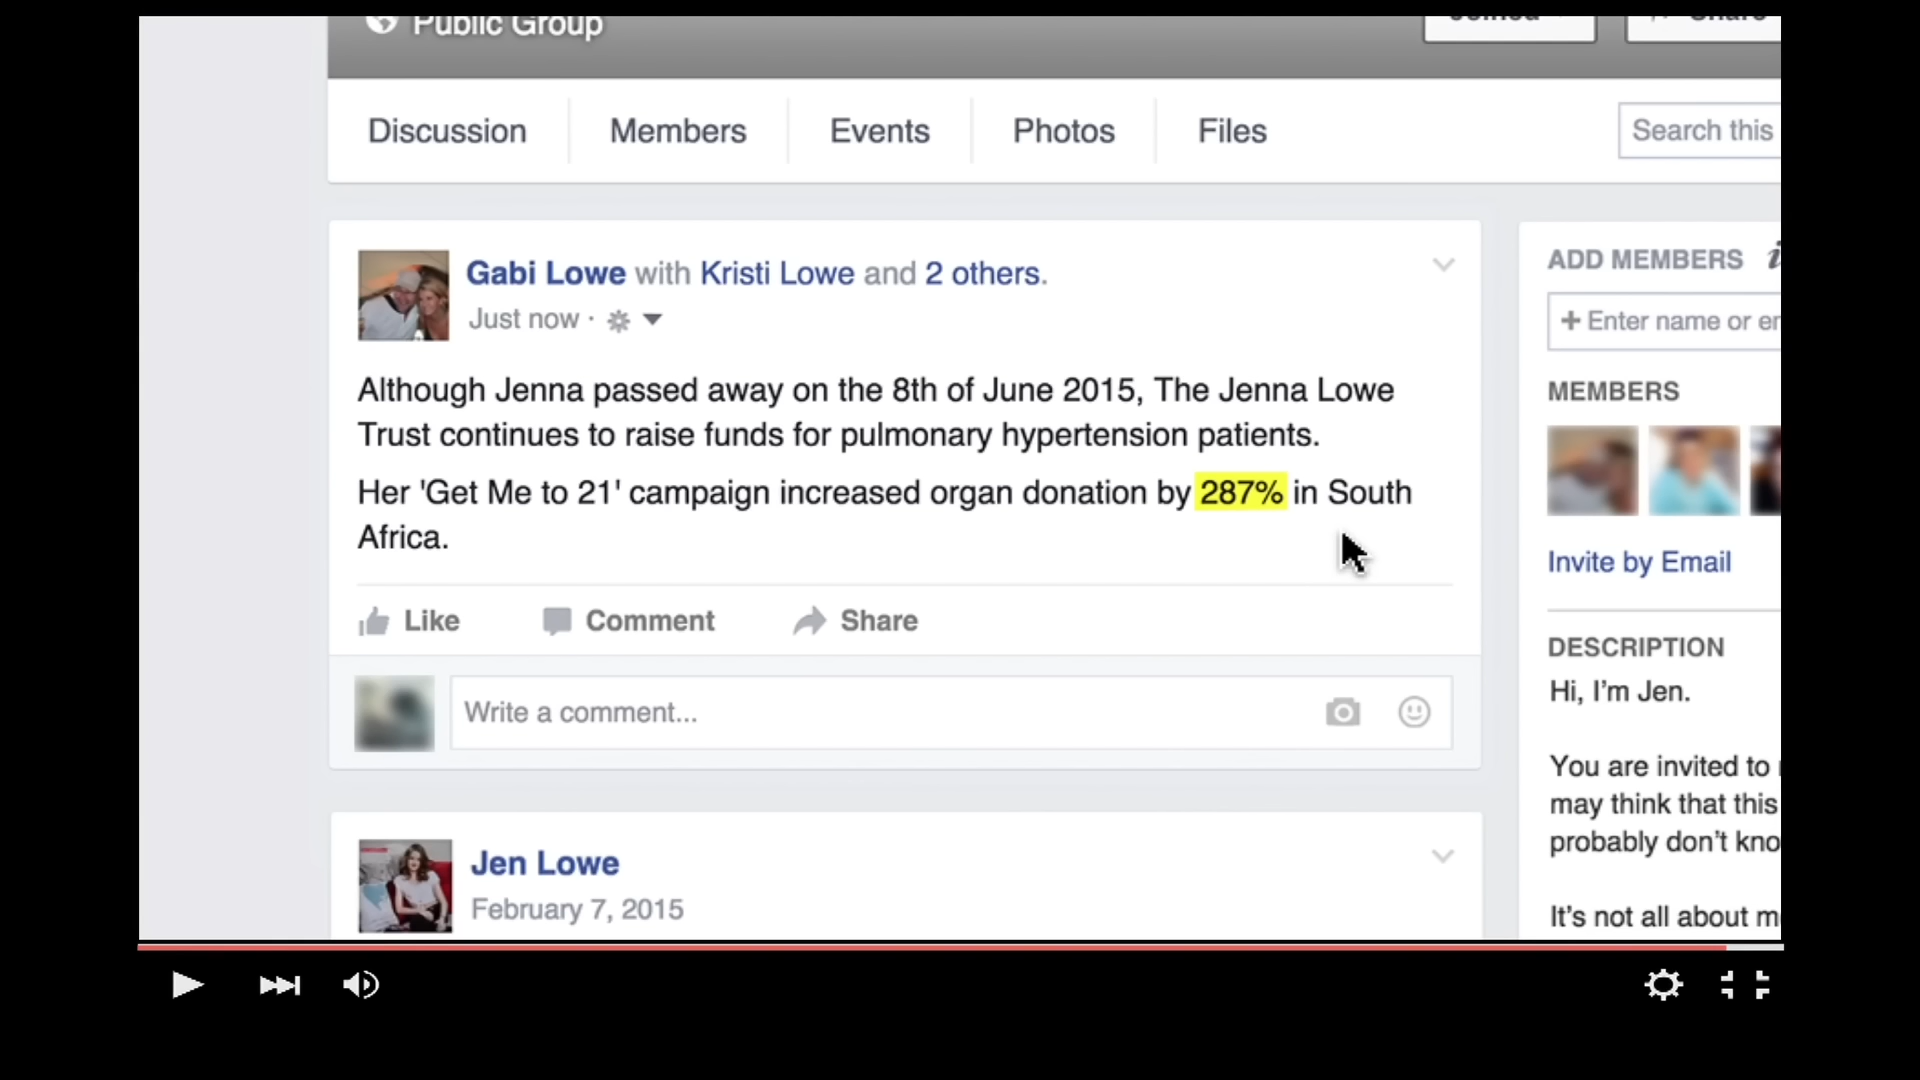 Public Group
Joined
Share
Discussion
Members
Events
Photos
Files
Search this
Gabi Lowe with Kristi Lowe and 2 others.
Just now ·
Although Jenna passed away on the 8th of June 2015, The Jenna Lowe
Trust continues to raise funds for pulmonary hypertension patients.
Her 'Get Me to 21' campaign increased organ donation by 287% in South
Africa.
Like
Comment
Share
Write a comment...
Jen Lowe
February 7, 2015
ADD MEMBERS
+ Enter name or
MEMBERS
Invite by Email
DESCRIPTION
Hi, I’m Jen.
You are invited to
may think that this
probably don’t
It’s not all about